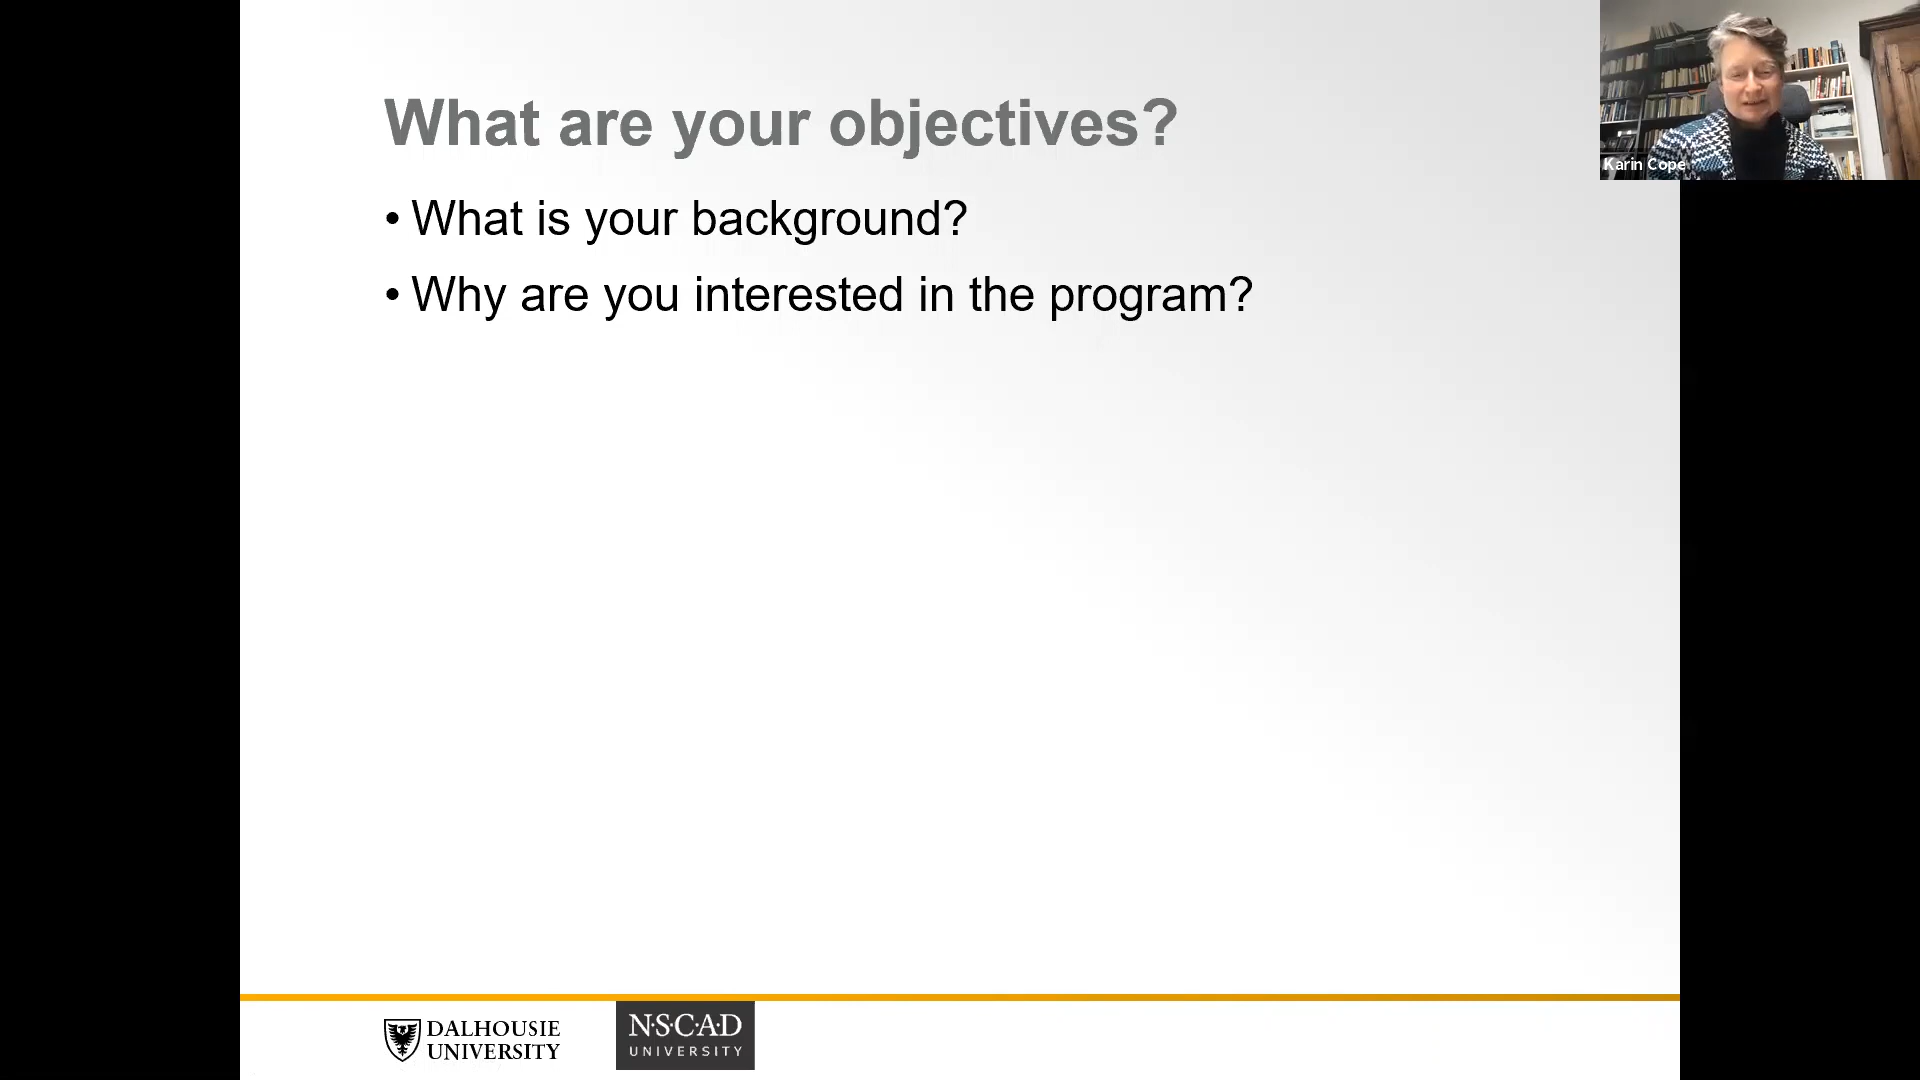 What are your objectives?
• What is your background?
• Why are you interested in the program?
Karin Cope
DALHOUSIE
UNIVERSITY
N·S·C·A·D
UNIVERSITY